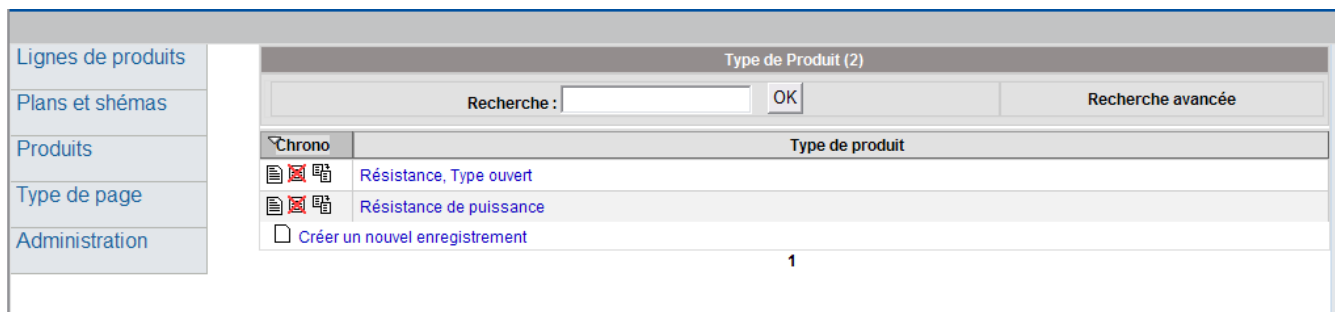 Lignes de produits
Plans et shémas
Produits
Type de page
Administration
Type de Produit (2)
Recherche : OK Recherche avancée
Chrono Type de produit
Résistance, Type ouvert
Résistance de puissance
Créer un nouvel enregistrement
1